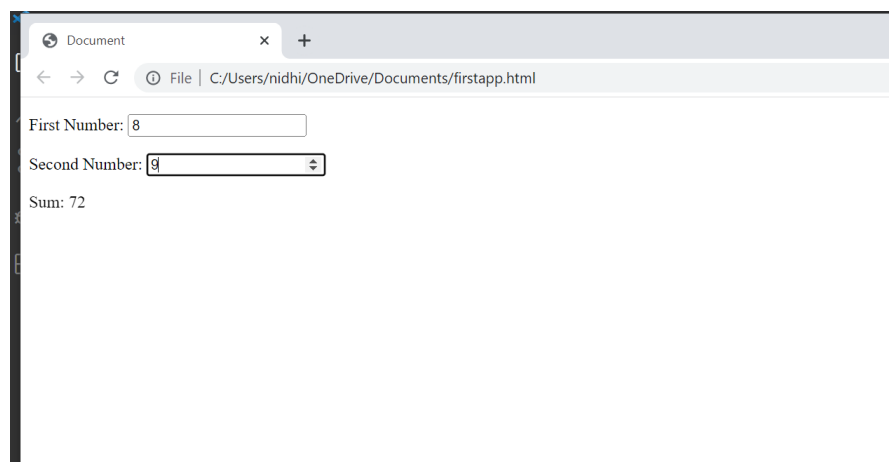 Document
File | C:/Users/nidhi/OneDrive/Documents/firstapp.html
First Number: 8
Second Number: 9
Sum: 72